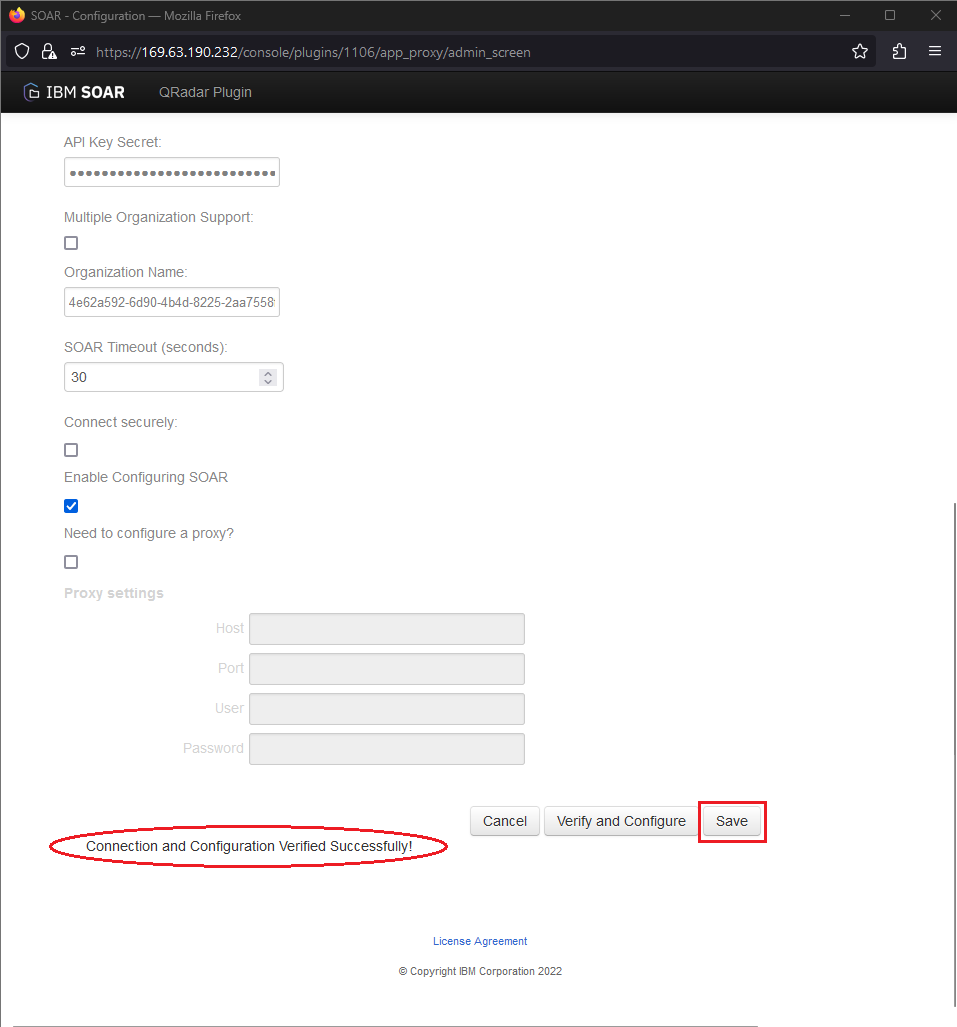 SOAR - Configuration — Mozilla Firefox
https://169.63.190.232/console/plugins/1106/app_proxy/admin_screen
IBM SOAR QRadar Plugin
API Key Secret:
••••••••••••••••••••••••••
Multiple Organization Support:
Organization Name:
4e62a592-6d90-4b4d-8225-2aa7558
SOAR Timeout (seconds):
30
Connect securely:
Enable Configuring SOAR
Need to configure a proxy?
Proxy settings
Host
Port
User
Password
Cancel Verify and Configure Save
Connection and Configuration Verified Successfully!
License Agreement
© Copyright IBM Corporation 2022